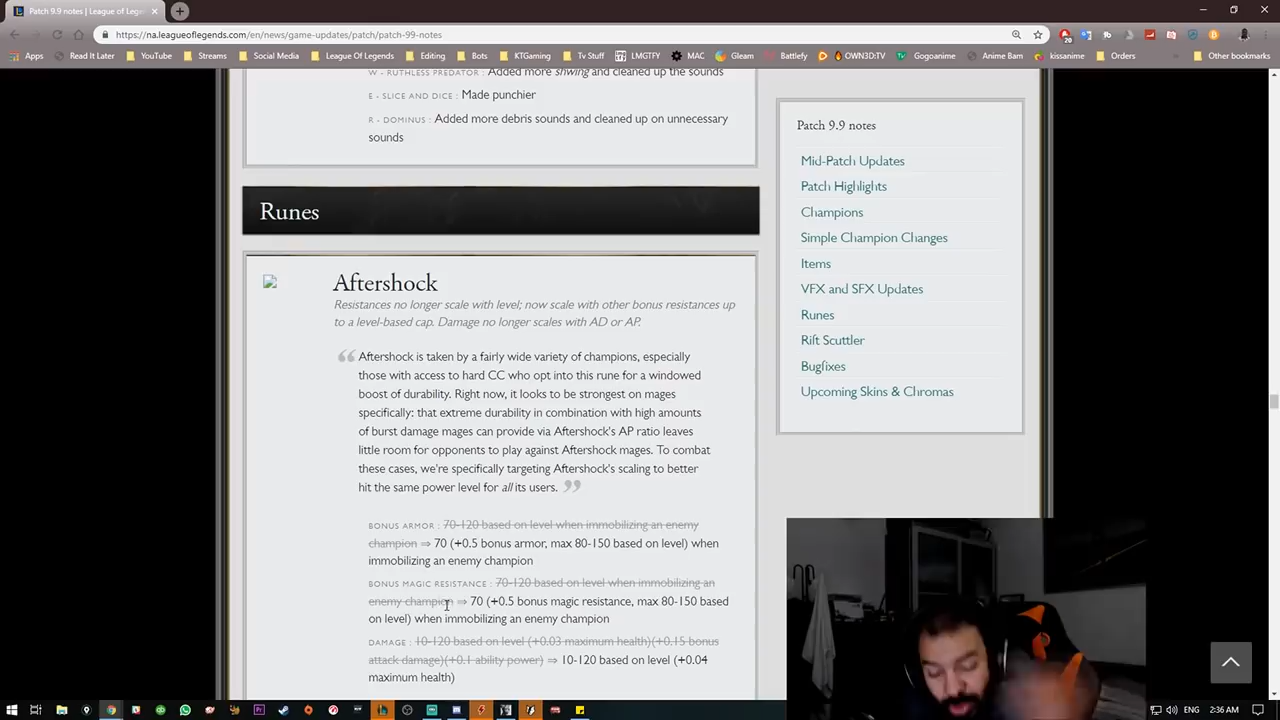 Patch 9.9 notes | League of Lege
https://na.leagueoflegends.com/en/news/game-updates/patch/patch-99-notes
Apps
Read It Later
YouTube
Streams
Social Media
League Of Legends
Editing
Bots
KTGaming
Tv Stuff
LMGTFY
MAC
Gleam
Battlefy
OWN3D:TV
Gogoanime
Anime Bam
kissanime
Orders
Other bookmarks
W - RUTHLESS PREDATOR : Added more shwing and cleaned up the sounds
E - SLICE AND DICE : Made punchier
R - DOMINUS : Added more debris sounds and cleaned up on unnecessary
sounds
Runes
Aftershock
Resistances no longer scale with level; now scale with other bonus resistances up
to a level-based cap. Damage no longer scales with AD or AP.
“ Aftershock is taken by a fairly wide variety of champions, especially
those with access to hard CC who opt into this rune for a windowed
boost of durability. Right now, it looks to be strongest on mages
specifically: that extreme durability in combination with high amounts
of burst damage mages can provide via Aftershock's AP ratio leaves
little room for opponents to play against Aftershock mages. To combat
these cases, we're specifically targeting Aftershock's scaling to better
hit the same power level for all its users. ”
BONUS ARMOR : 70-120 based on level when immobilizing an enemy
champion ⇒ 70 (+0.5 bonus armor, max 80-150 based on level) when
immobilizing an enemy champion
BONUS MAGIC RESISTANCE : 70-120 based on level when immobilizing an
enemy champion ⇒ 70 (+0.5 bonus magic resistance, max 80-150 based
on level) when immobilizing an enemy champion
DAMAGE : 10-120 based on level (+0.03 maximum health)(+0.15 bonus
attack damage)(+0.1 ability power) ⇒ 10-120 based on level (+0.04
maximum health)
Patch 9.9 notes
Mid-Patch Updates
Patch Highlights
Champions
Simple Champion Changes
Items
VFX and SFX Updates
Runes
Rift Scuttler
Bugfixes
Upcoming Skins & Chromas
2:36 AM